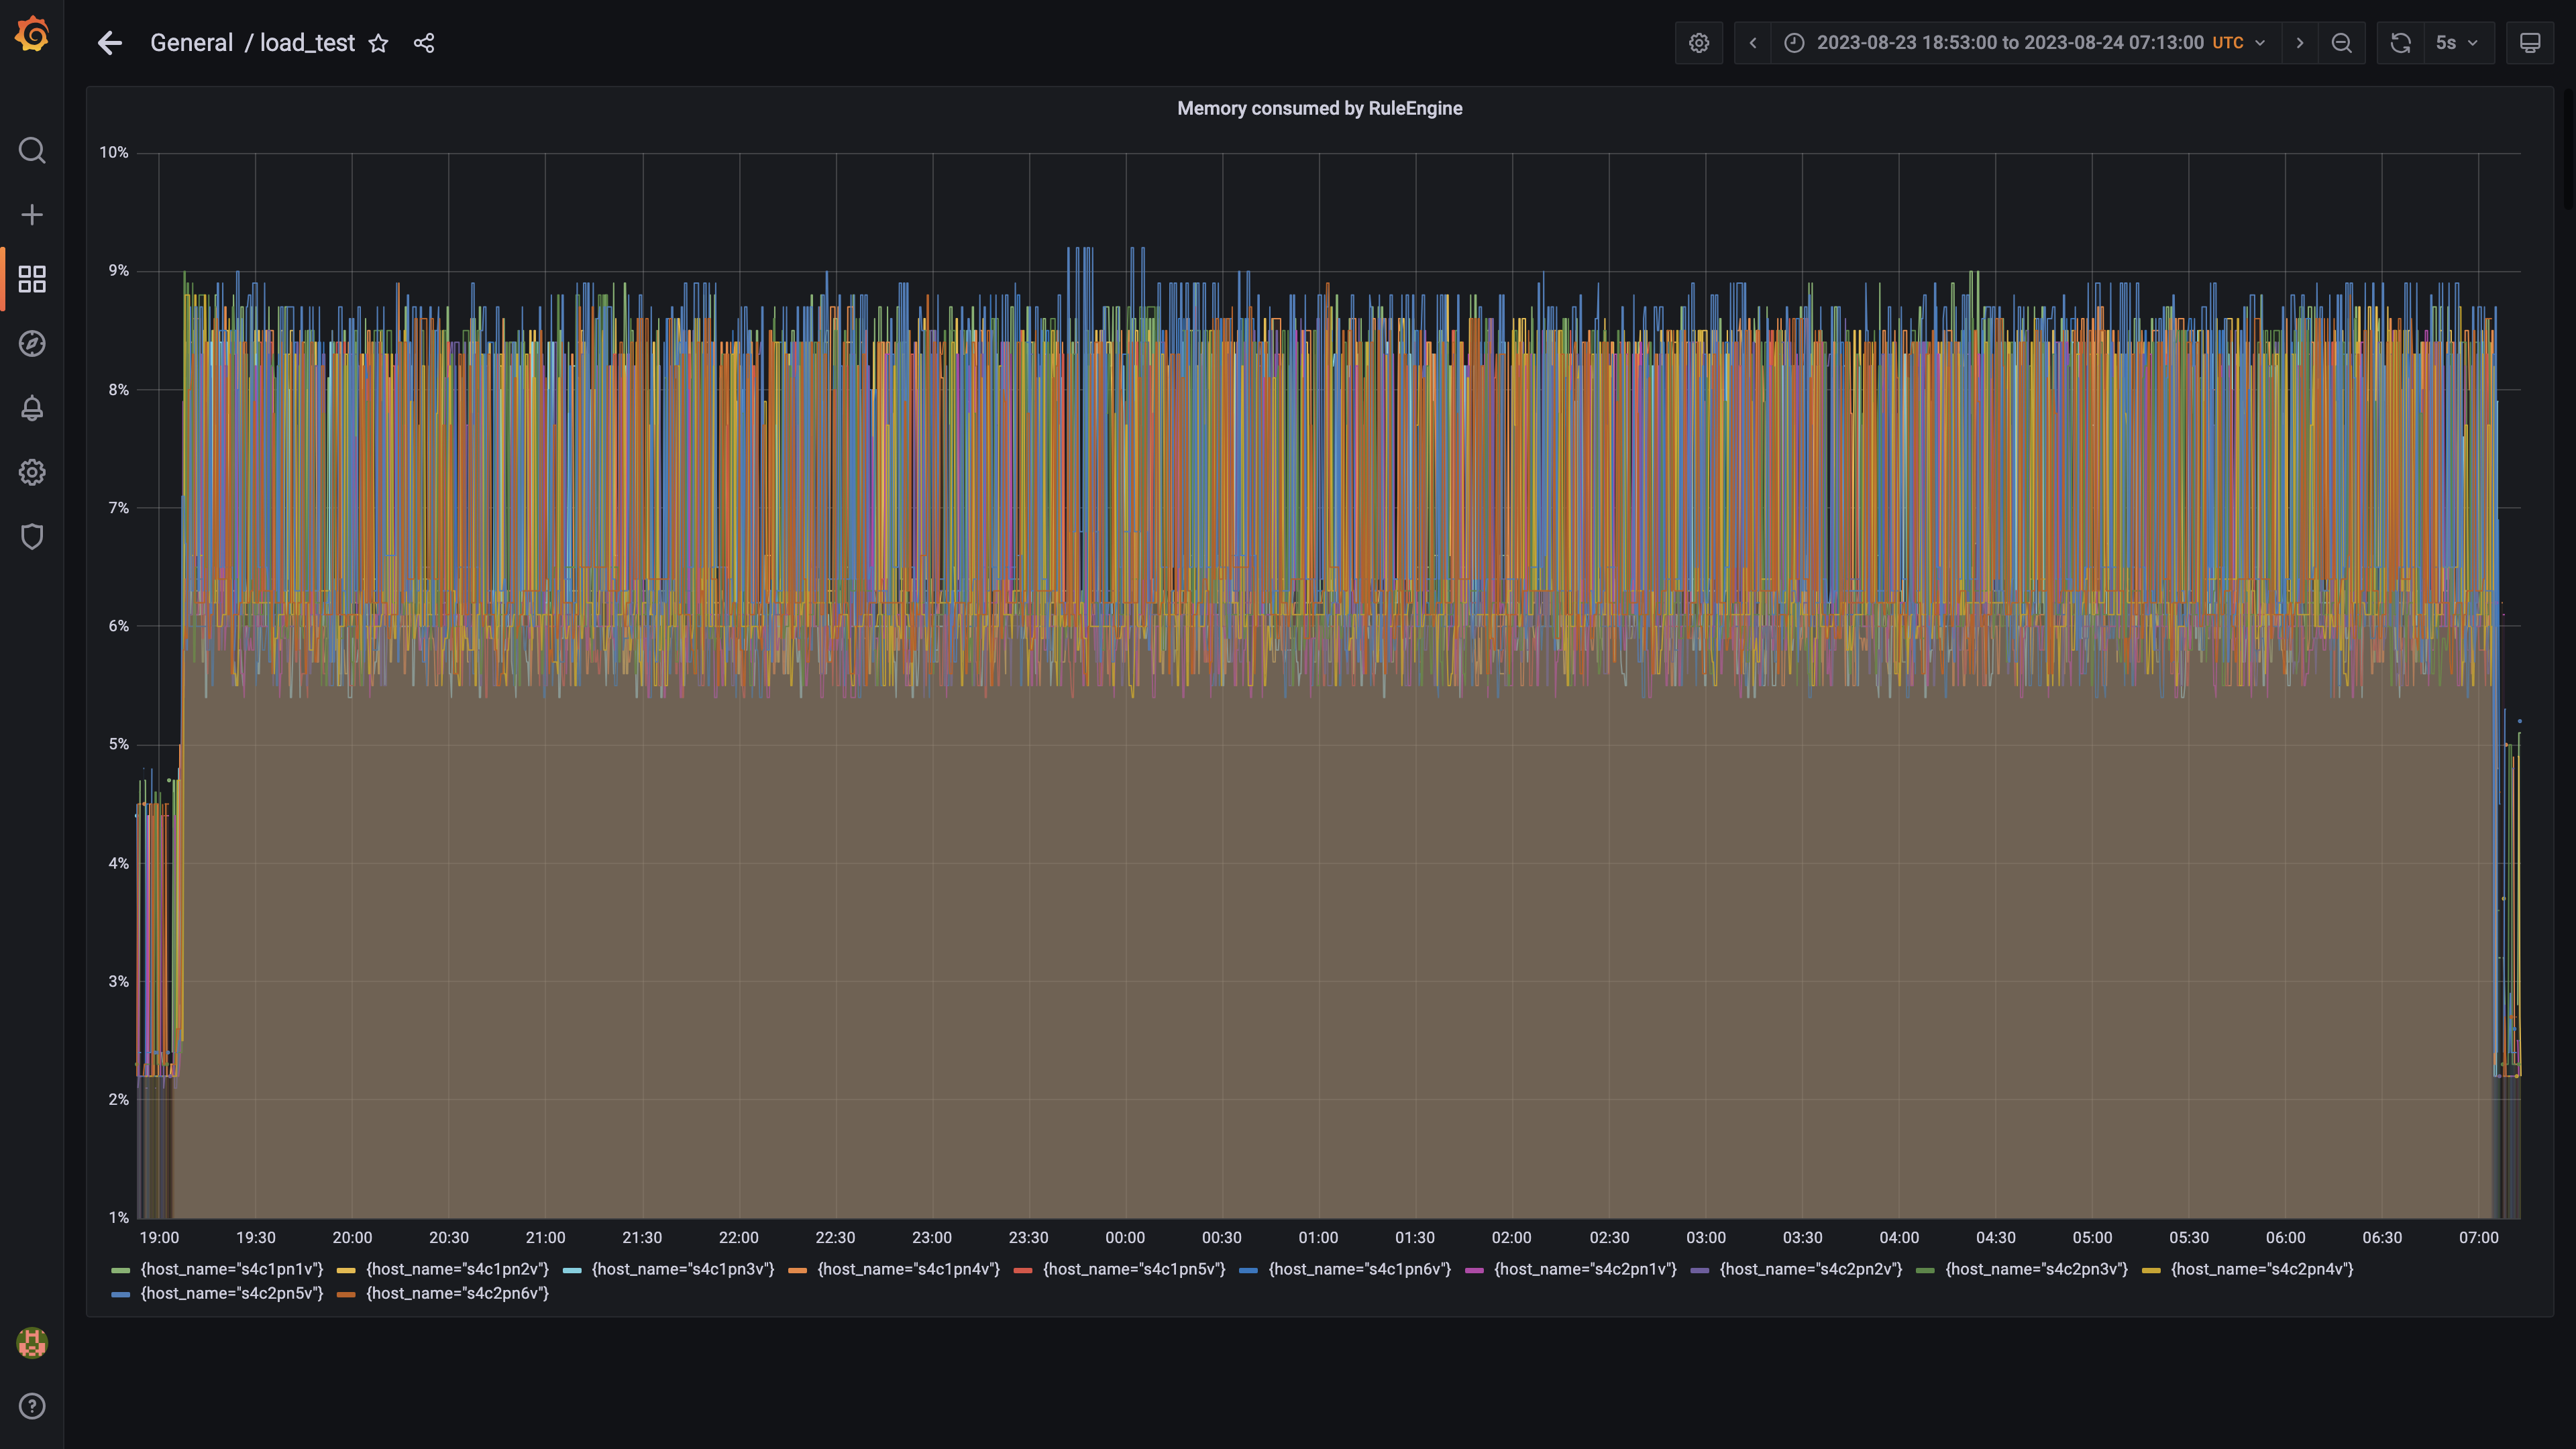 General / load_test
2023-08-23 18:53:00 to 2023-08-24 07:13:00 UTC
5s
Memory consumed by RuleEngine
10%
9%
8%
7%
6%
5%
4%
3%
2%
1%
19:00 19:30 20:00 20:30 21:00 21:30 22:00 22:30 23:00 23:30 00:00 00:30 01:00 01:30 02:00 02:30 03:00 03:30 04:00 04:30 05:00 05:30 06:00 06:30 07:00
{host_name="s4c1pn1v"} {host_name="s4c1pn2v"} {host_name="s4c1pn3v"} {host_name="s4c1pn4v"} {host_name="s4c1pn5v"} {host_name="s4c1pn6v"} {host_name="s4c2pn1v"} {host_name="s4c2pn2v"} {host_name="s4c2pn3v"} {host_name="s4c2pn4v"}
{host_name="s4c2pn5v"} {host_name="s4c2pn6v"}